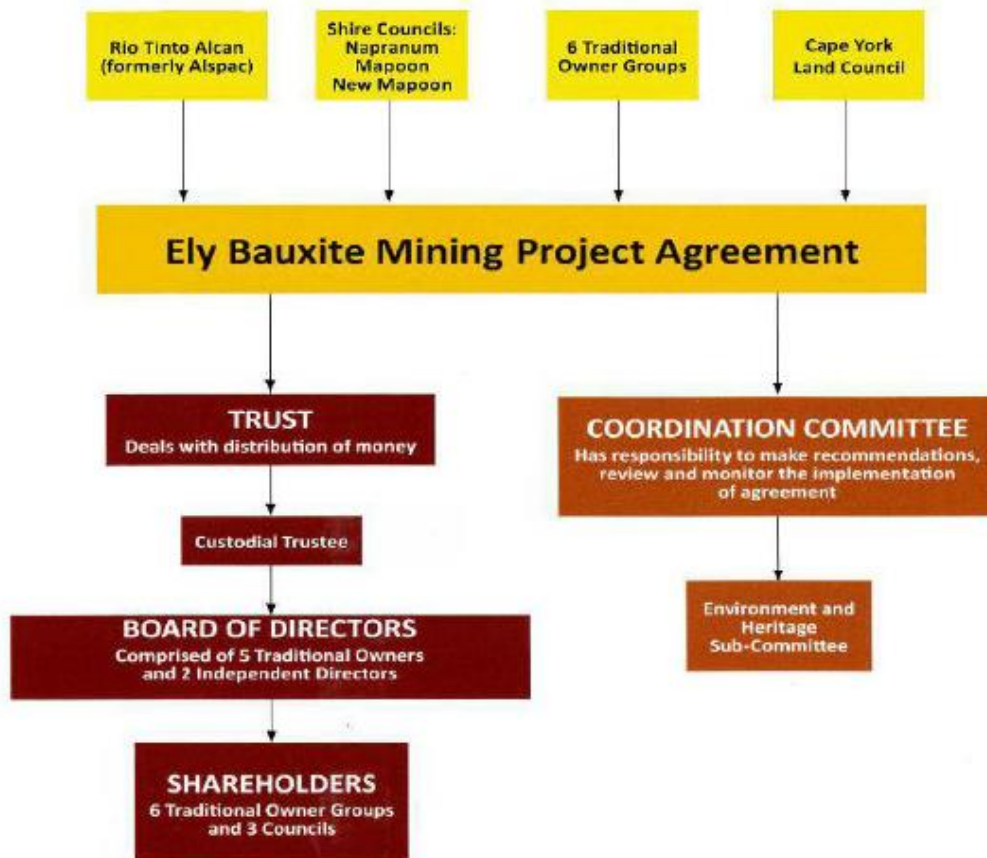 Rio Tinto Alcan
(formerly Alspac)
Shire Councils:
Napranum
Mapoon
New Mapoon
6 Traditional
Owner Groups
Cape York
Land Council
Ely Bauxite Mining Project Agreement
TRUST
Deals with distribution of money
Custodial Trustee
BOARD OF DIRECTORS
Comprised of 5 Traditional Owners
and 2 Independent Directors
SHAREHOLDERS
6 Traditional Owner Groups
and 3 Councils
COORDINATION COMMITTEE
Has responsibility to make recommendations,
review and monitor the implementation
of agreement
Environment and
Heritage
Sub-Committee